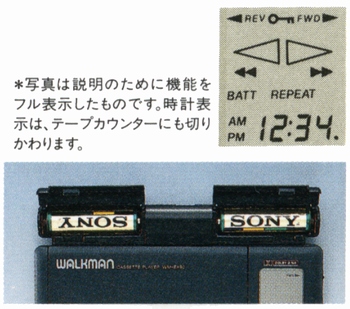 ◀REV FWD▶
◀◀ ▶▶
BATT REPEAT
AM
PM 12:34.
*写真は説明のために機能を
フル表示したものです。時計表
示は、テープカウンターにも切り
かわります。
SONY
SONY
WALKMAN
CASSETTE PLAYER